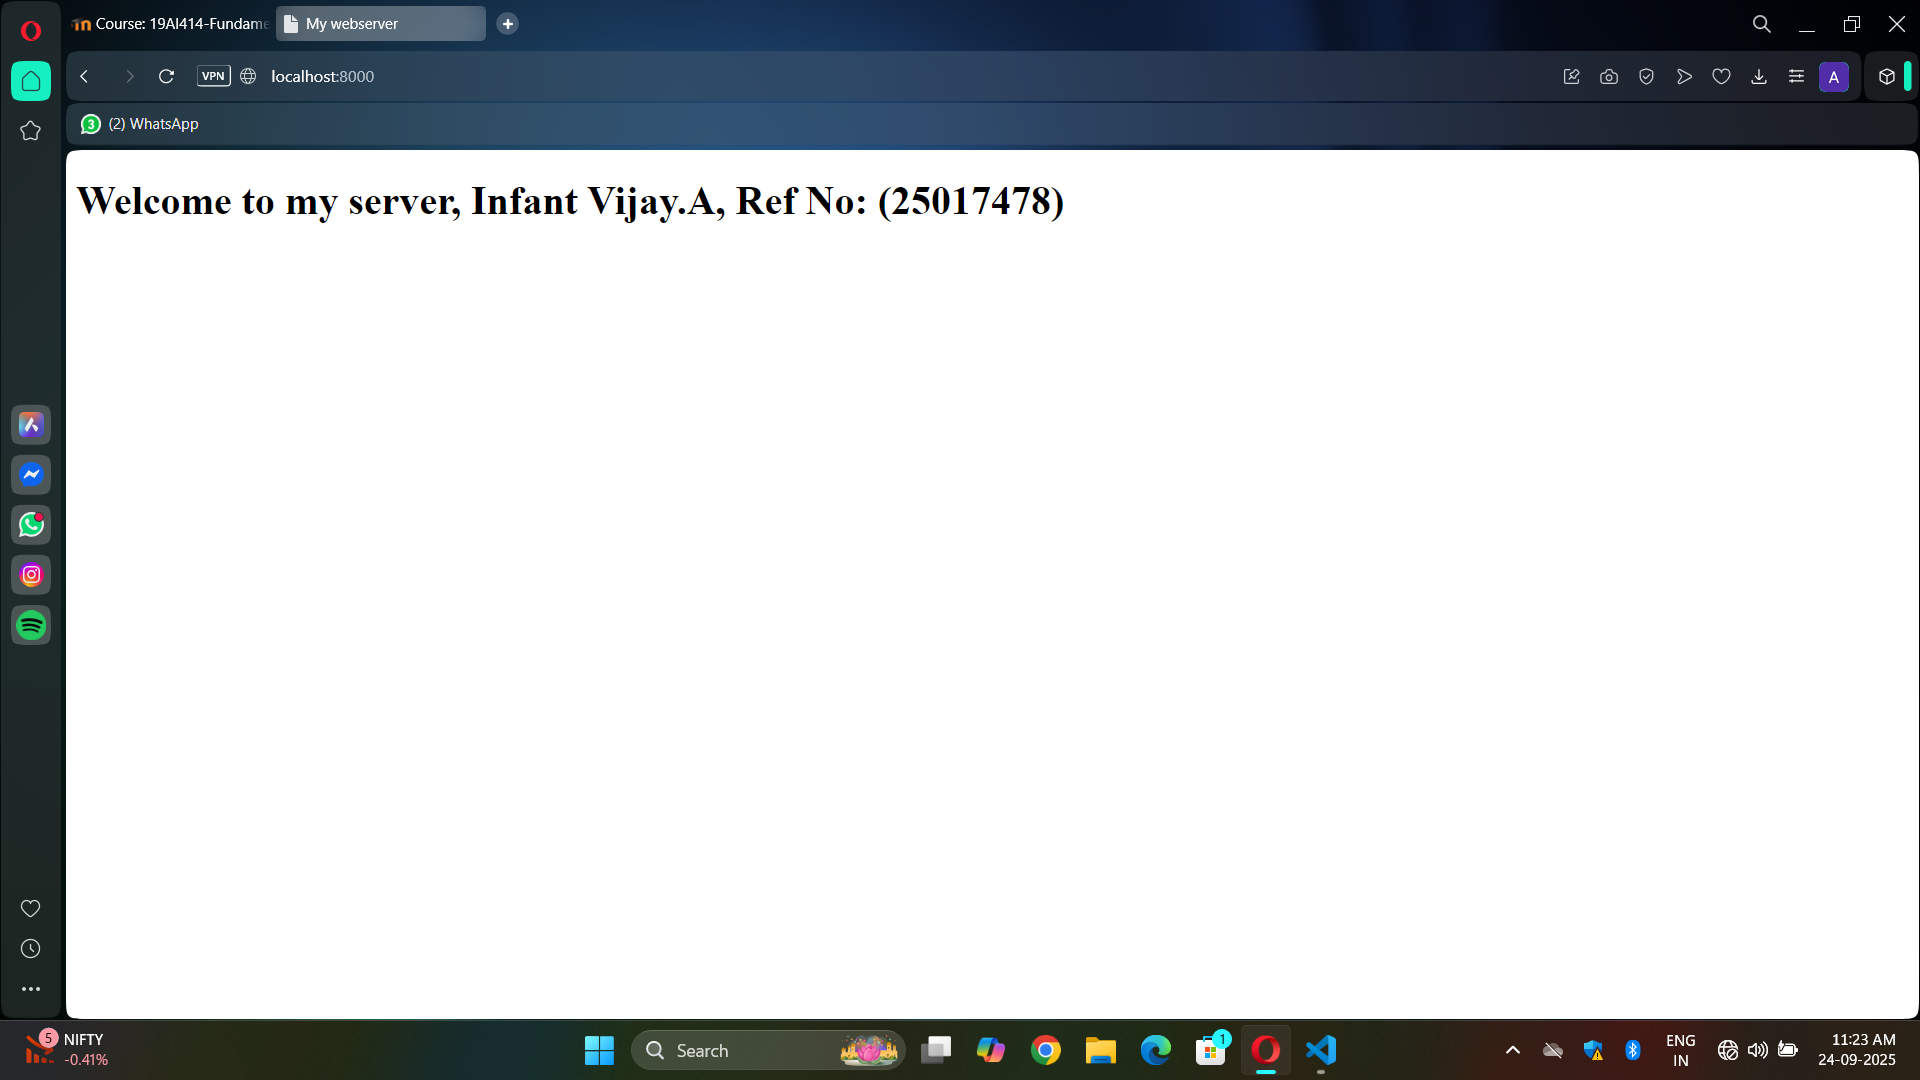 Course: 19AI414-Fundame
My webserver
VPN
localhost:8000
A
3
(2) WhatsApp
Welcome to my server, Infant Vijay.A, Ref No: (25017478)
5
NIFTY
-0.41%
Search
1
ENG
IN
11:23 AM
24-09-2025